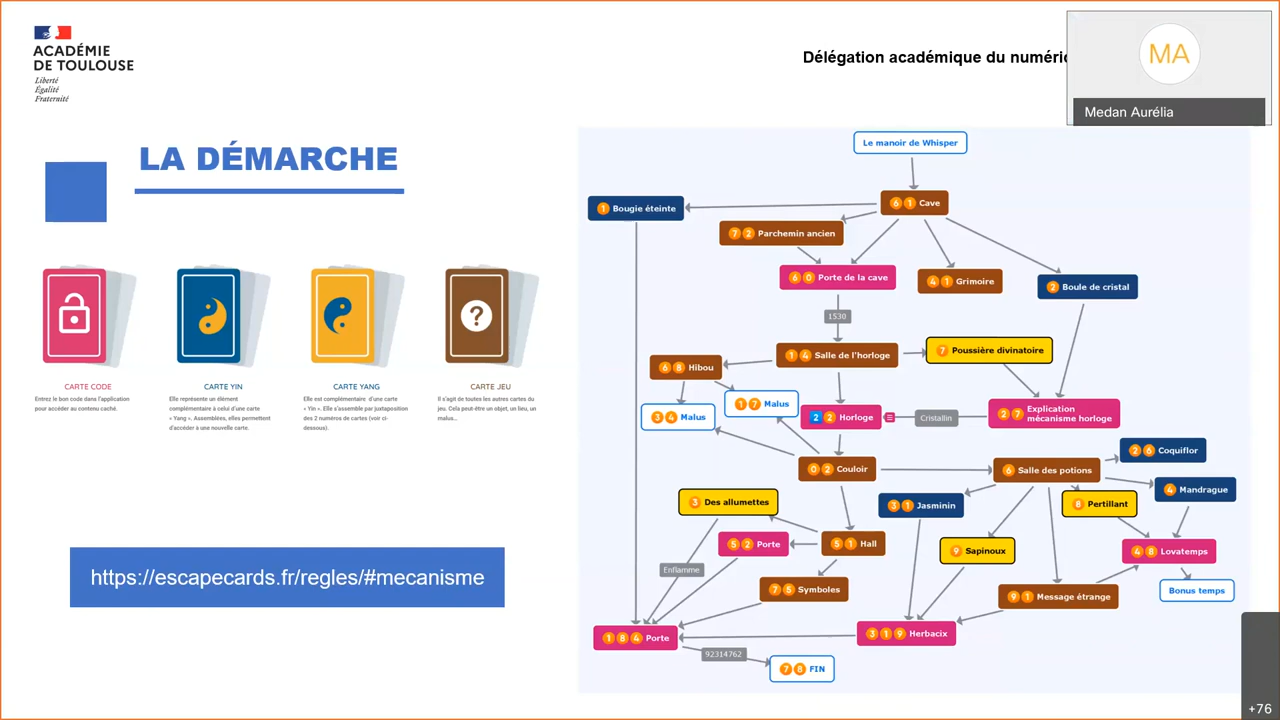 ACADÉMIE
DE TOULOUSE
Liberté
Égalité
Fraternité
Délégation académique du numéri
MA
Medan Aurélia
LA DÉMARCHE
CARTE CODE
Entrez le bon code dans l'application
pour accéder au contenu caché.
CARTE YIN
Elle représente un élément
complémentaire à celui d'une carte
« Yang ». Assemblées, elles permettent
d'accéder à une nouvelle carte.
CARTE YANG
Elle est complémentaire d'une carte
« Yin ». Elle s'assemble par juxtaposition
des 2 numéros de cartes (voir ci-
dessous).
?
CARTE JEU
Il s'agit de toutes les autres cartes du
jeu. Cela peut être un objet, un lieu, un
malus...
https://escapecards.fr/regles/#mecanisme
Le manoir de Whisper
1 Bougie éteinte
6 1 Cave
7 2 Parchemin ancien
6 0 Porte de la cave
4 1 Grimoire
2 Boule de cristal
1530
1 4 Salle de l'horloge
7 Poussière divinatoire
6 8 Hibou
3 4 Malus
1 7 Malus
2 2 Horloge
Cristallin
2 7 Explication
mécanisme horloge
0 2 Couloir
6 Salle des potions
2 6 Coquiflor
4 Mandrague
3 Des allumettes
3 1 Jasminin
8 Pertillant
5 2 Porte
5 1 Hall
9 Sapinoux
4 8 Lovatemps
Enflamme
7 5 Symboles
9 1 Message étrange
Bonus temps
1 8 4 Porte
3 1 9 Herbacix
92314762
7 8 FIN
+76